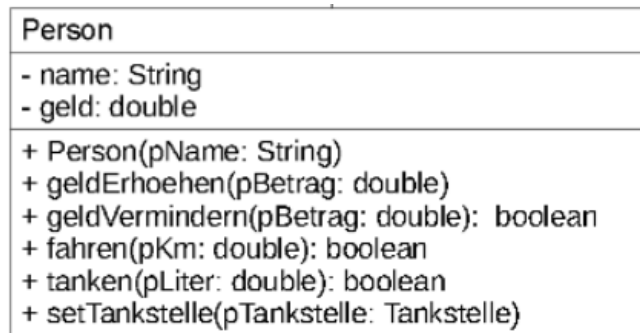 Person
- name: String
- geld: double
+ Person(pName: String)
+ geldErhoehen(pBetrag: double)
+ geldVermindern(pBetrag: double): boolean
+ fahren(pKm: double): boolean
+ tanken(pLiter: double): boolean
+ setTankstelle(pTankstelle: Tankstelle)